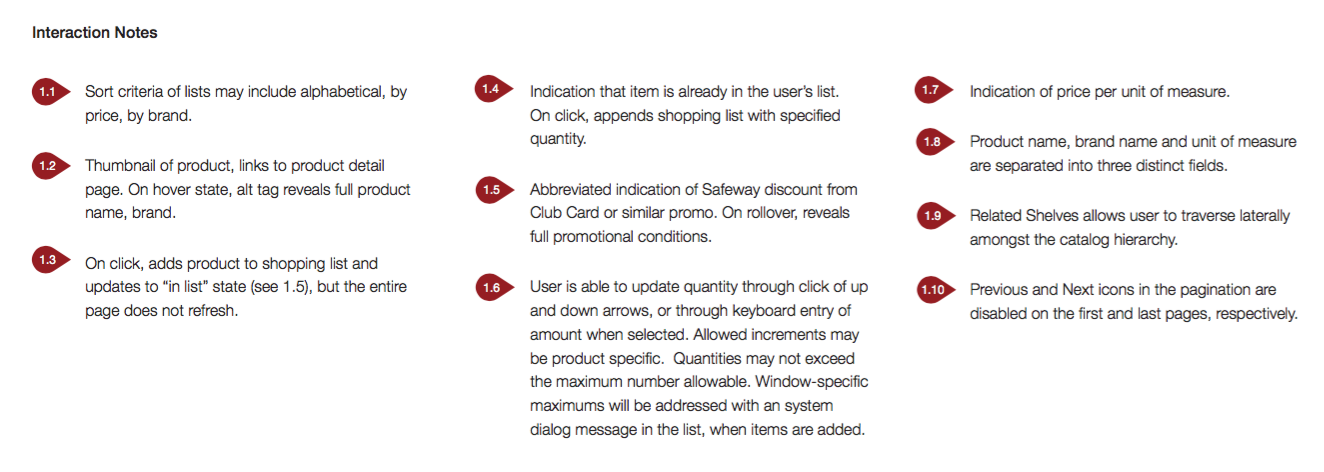 Interaction Notes
1.1
Sort criteria of lists may include alphabetical, by
price, by brand.
1.2
Thumbnail of product, links to product detail
page. On hover state, alt tag reveals full product
name, brand.
1.3
On click, adds product to shopping list and
updates to “in list” state (see 1.5), but the entire
page does not refresh.
1.4
Indication that item is already in the user’s list.
On click, appends shopping list with specified
quantity.
1.5
Abbreviated indication of Safeway discount from
Club Card or similar promo. On rollover, reveals
full promotional conditions.
1.6
User is able to update quantity through click of up
and down arrows, or through keyboard entry of
amount when selected. Allowed increments may
be product specific.  Quantities may not exceed
the maximum number allowable. Window-specific
maximums will be addressed with an system
dialog message in the list, when items are added.
1.7
Indication of price per unit of measure.
1.8
Product name, brand name and unit of measure
are separated into three distinct fields.
1.9
Related Shelves allows user to traverse laterally
amongst the catalog hierarchy.
1.10
Previous and Next icons in the pagination are
disabled on the first and last pages, respectively.